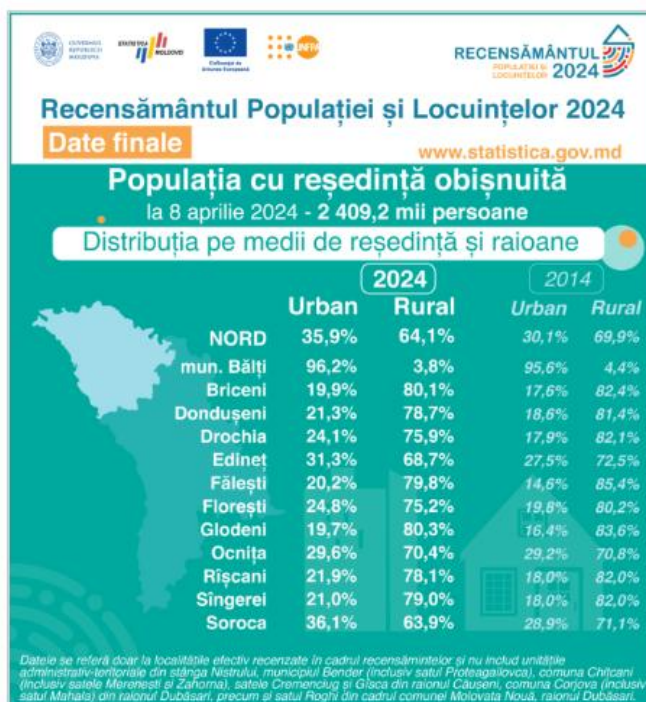 GUVERNUL
REPUBLICII
MOLDOVA
STATISTICA
MOLDOVEI
Cofinanțat de
Uniunea Europeană
UNFPA
RECENSĂMÂNTUL
POPULAȚIEI ȘI
LOCUINȚELOR 2024
Recensământul Populației și Locuințelor 2024
Date finale
www.statistica.gov.md
Populația cu reședință obișnuită
la 8 aprilie 2024 - 2 409,2 mii persoane
Distribuția pe medii de reședință și raioane
2024 2014
Urban Rural Urban Rural
NORD 35,9% 64,1% 30,1% 69,9%
mun. Bălți 96,2% 3,8% 95,6% 4,4%
Briceni 19,9% 80,1% 17,6% 82,4%
Dondușeni 21,3% 78,7% 18,6% 81,4%
Drochia 24,1% 75,9% 17,9% 82,1%
Edineț 31,3% 68,7% 27,5% 72,5%
Fălești 20,2% 79,8% 14,6% 85,4%
Florești 24,8% 75,2% 19,8% 80,2%
Glodeni 19,7% 80,3% 16,4% 83,6%
Ocnița 29,6% 70,4% 29,2% 70,8%
Rîșcani 21,9% 78,1% 18,0% 82,0%
Sîngerei 21,0% 79,0% 18,0% 82,0%
Soroca 36,1% 63,9% 28,9% 71,1%
Datele se referă doar la localitățile efectiv recenzate în cadrul recensămintelor și nu includ unitățile
administrativ-teritoriale din stânga Nistrului, municipiul Bender (inclusiv satul Proteagailovca), comuna Chițcani
(inclusiv satele Merenești și Zahorna), satele Cremenciug și Gîsca din raionul Căușeni, comuna Corjova (inclusiv
satul Mahala) din raionul Dubăsari, precum și satul Roghi din cadrul comunei Molovata Nouă, raionul Dubăsari.